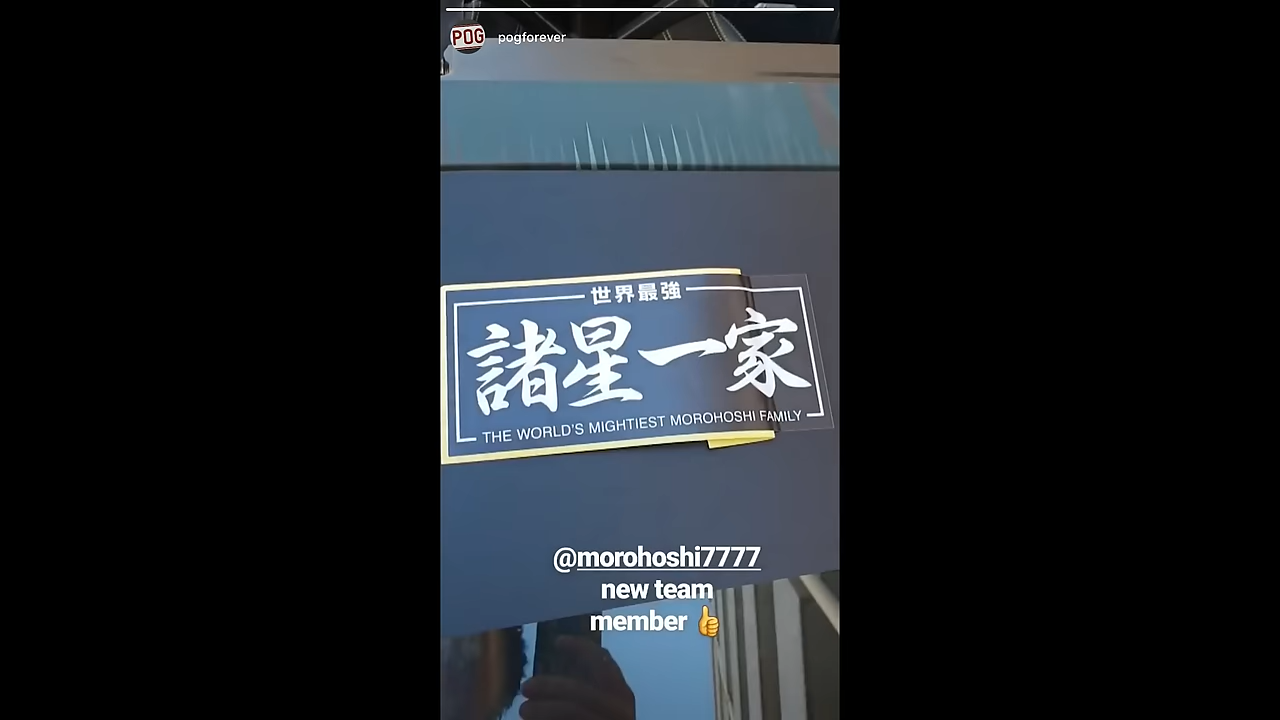 POG
pogforever
世界最強
諸星一家
THE WORLD'S MIGHTIEST MOROHOSHI FAMILY
@morohoshi7777
new team
member 👍